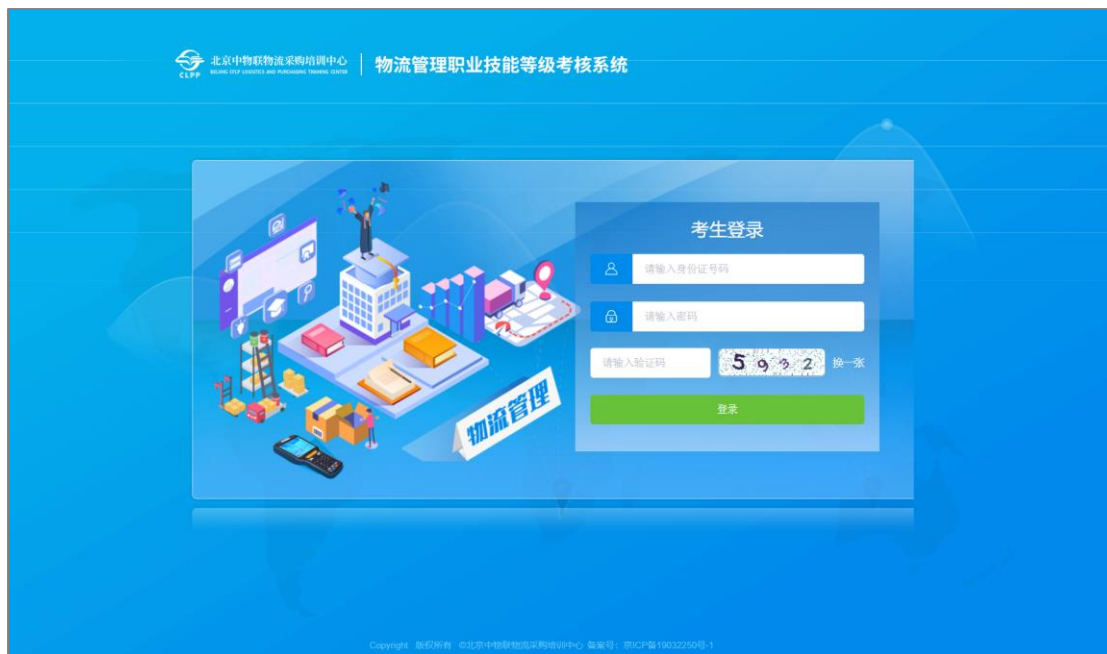 北京中物联物流采购培训中心
BEIJING CFLP LOGISTICS AND PURCHASING TRAINING CENTER
CLPP
物流管理职业技能等级考核系统
考生登录
请输入身份证号码
请输入密码
请输入验证码
5932
换一张
登录
物流管理
Copyright 版权所有 ©北京中物联物流采购培训中心 备案号：京ICP备19032250号-1